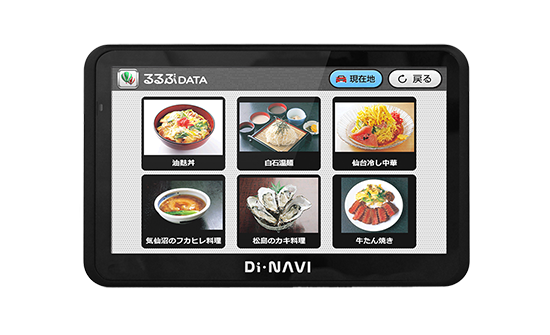 るるぶDATA
現在地
戻る
油麩丼
白石温麺
仙台冷し中華
気仙沼のフカヒレ料理
松島のカキ料理
牛たん焼き
Di·NAVI